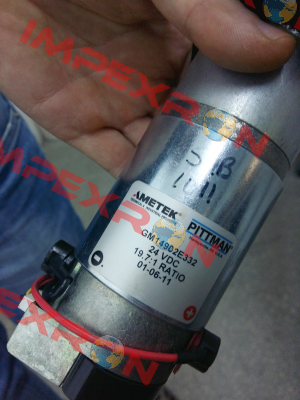 IMPEXRON
AMETEK PITTMAN
GM14902E332
24 VDC
19.7:1 RATIO
01-06-11
IMPEXRON
IMPEXRON